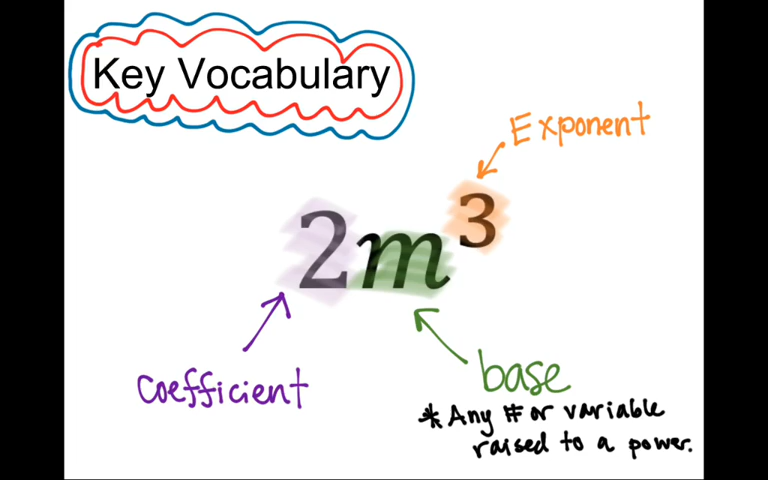 Key Vocabulary
Exponent
2m³
coefficient
base
*Any # or variable
raised to a power.